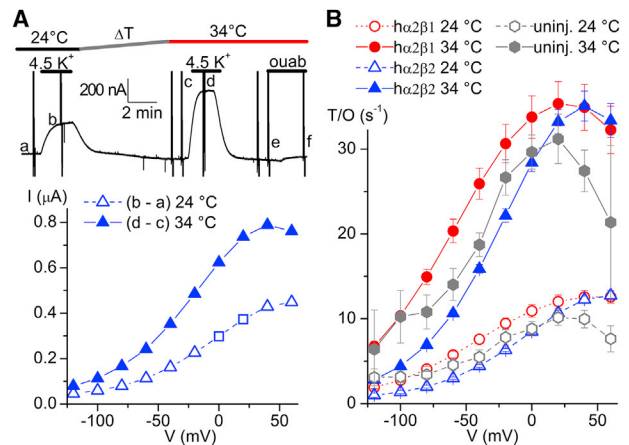 A
24°C ΔT 34°C
4.5 K+ 4.5 K+ ouab
200 nA
2 min
a b c d e f
I (μA)
(b - a) 24 °C
(d - c) 34 °C
0.8
0.6
0.4
0.2
0.0
-100 -50 0 50
V (mV)
B
hα2β1 24 °C uninj. 24 °C
hα2β1 34 °C uninj. 34 °C
hα2β2 24 °C
hα2β2 34 °C
T/O (s-1)
30
20
10
0
-100 -50 0 50
V (mV)